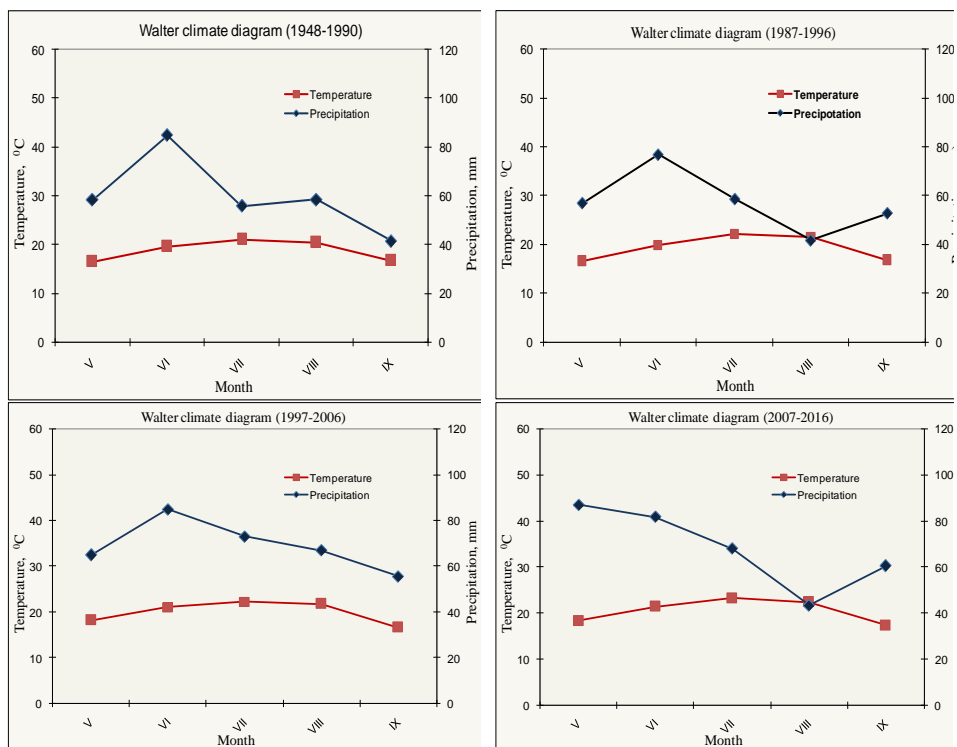 Walter climate diagram (1948-1990)
60
50
40
30
20
10
0
120
100
80
60
40
20
0
Temperature
Precipitation
Temperature, ⁰C
Precipitation, mm
V
VI
VII
VIII
IX
Month
Walter climate diagram (1987-1996)
60
50
40
30
20
10
0
120
100
80
60
40
20
0
Temperature
Precipotation
Temperature, ⁰C
V
VI
VII
VIII
IX
Month
Walter climate diagram (1997-2006)
60
50
40
30
20
10
0
120
100
80
60
40
20
0
Temperature
Precipitation
Temperature, ⁰C
Precipitation, mm
V
VI
VII
VIII
IX
Month
Walter climate diagram (2007-2016)
60
50
40
30
20
10
0
120
100
80
60
40
20
0
Temperature
Precipitation
Temperature, ⁰C
V
VI
VII
VIII
IX
Month